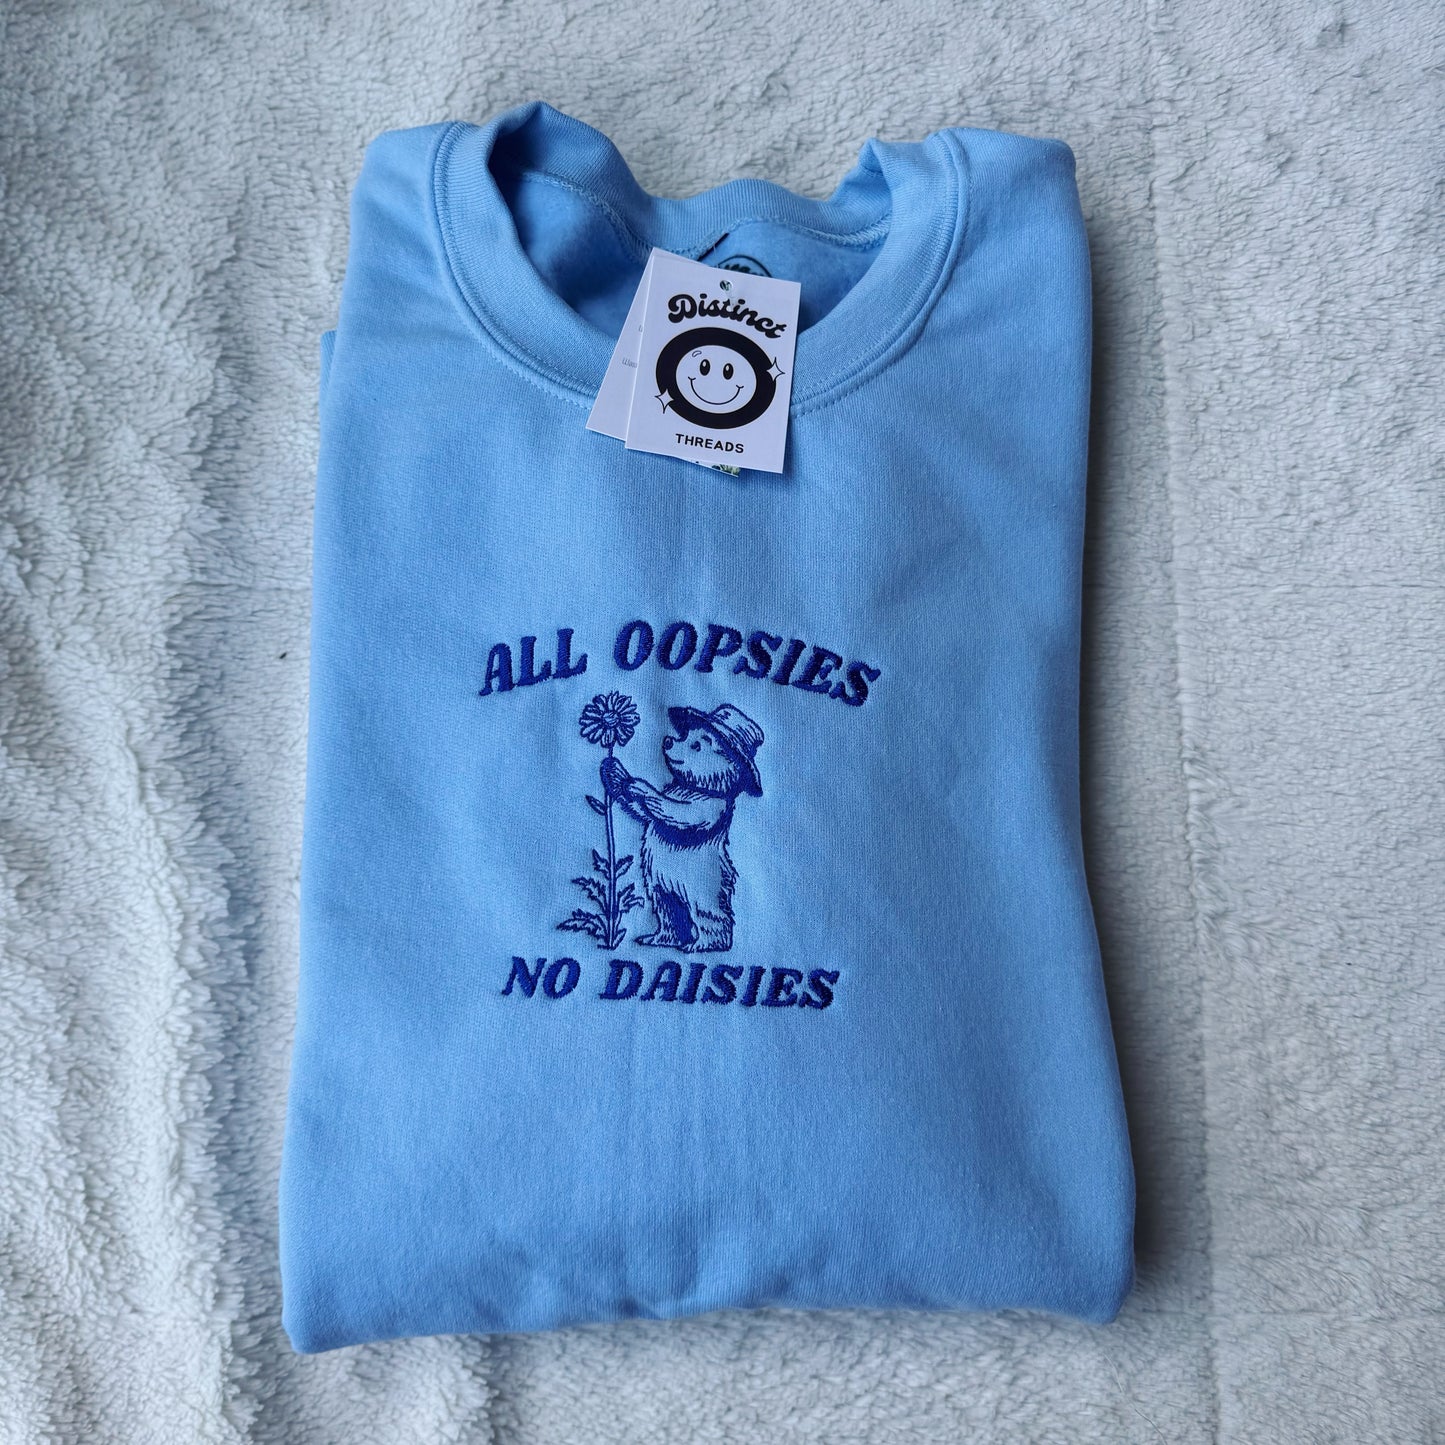 Distinct
THREADS
ALL OOPSIES
NO DAISIES